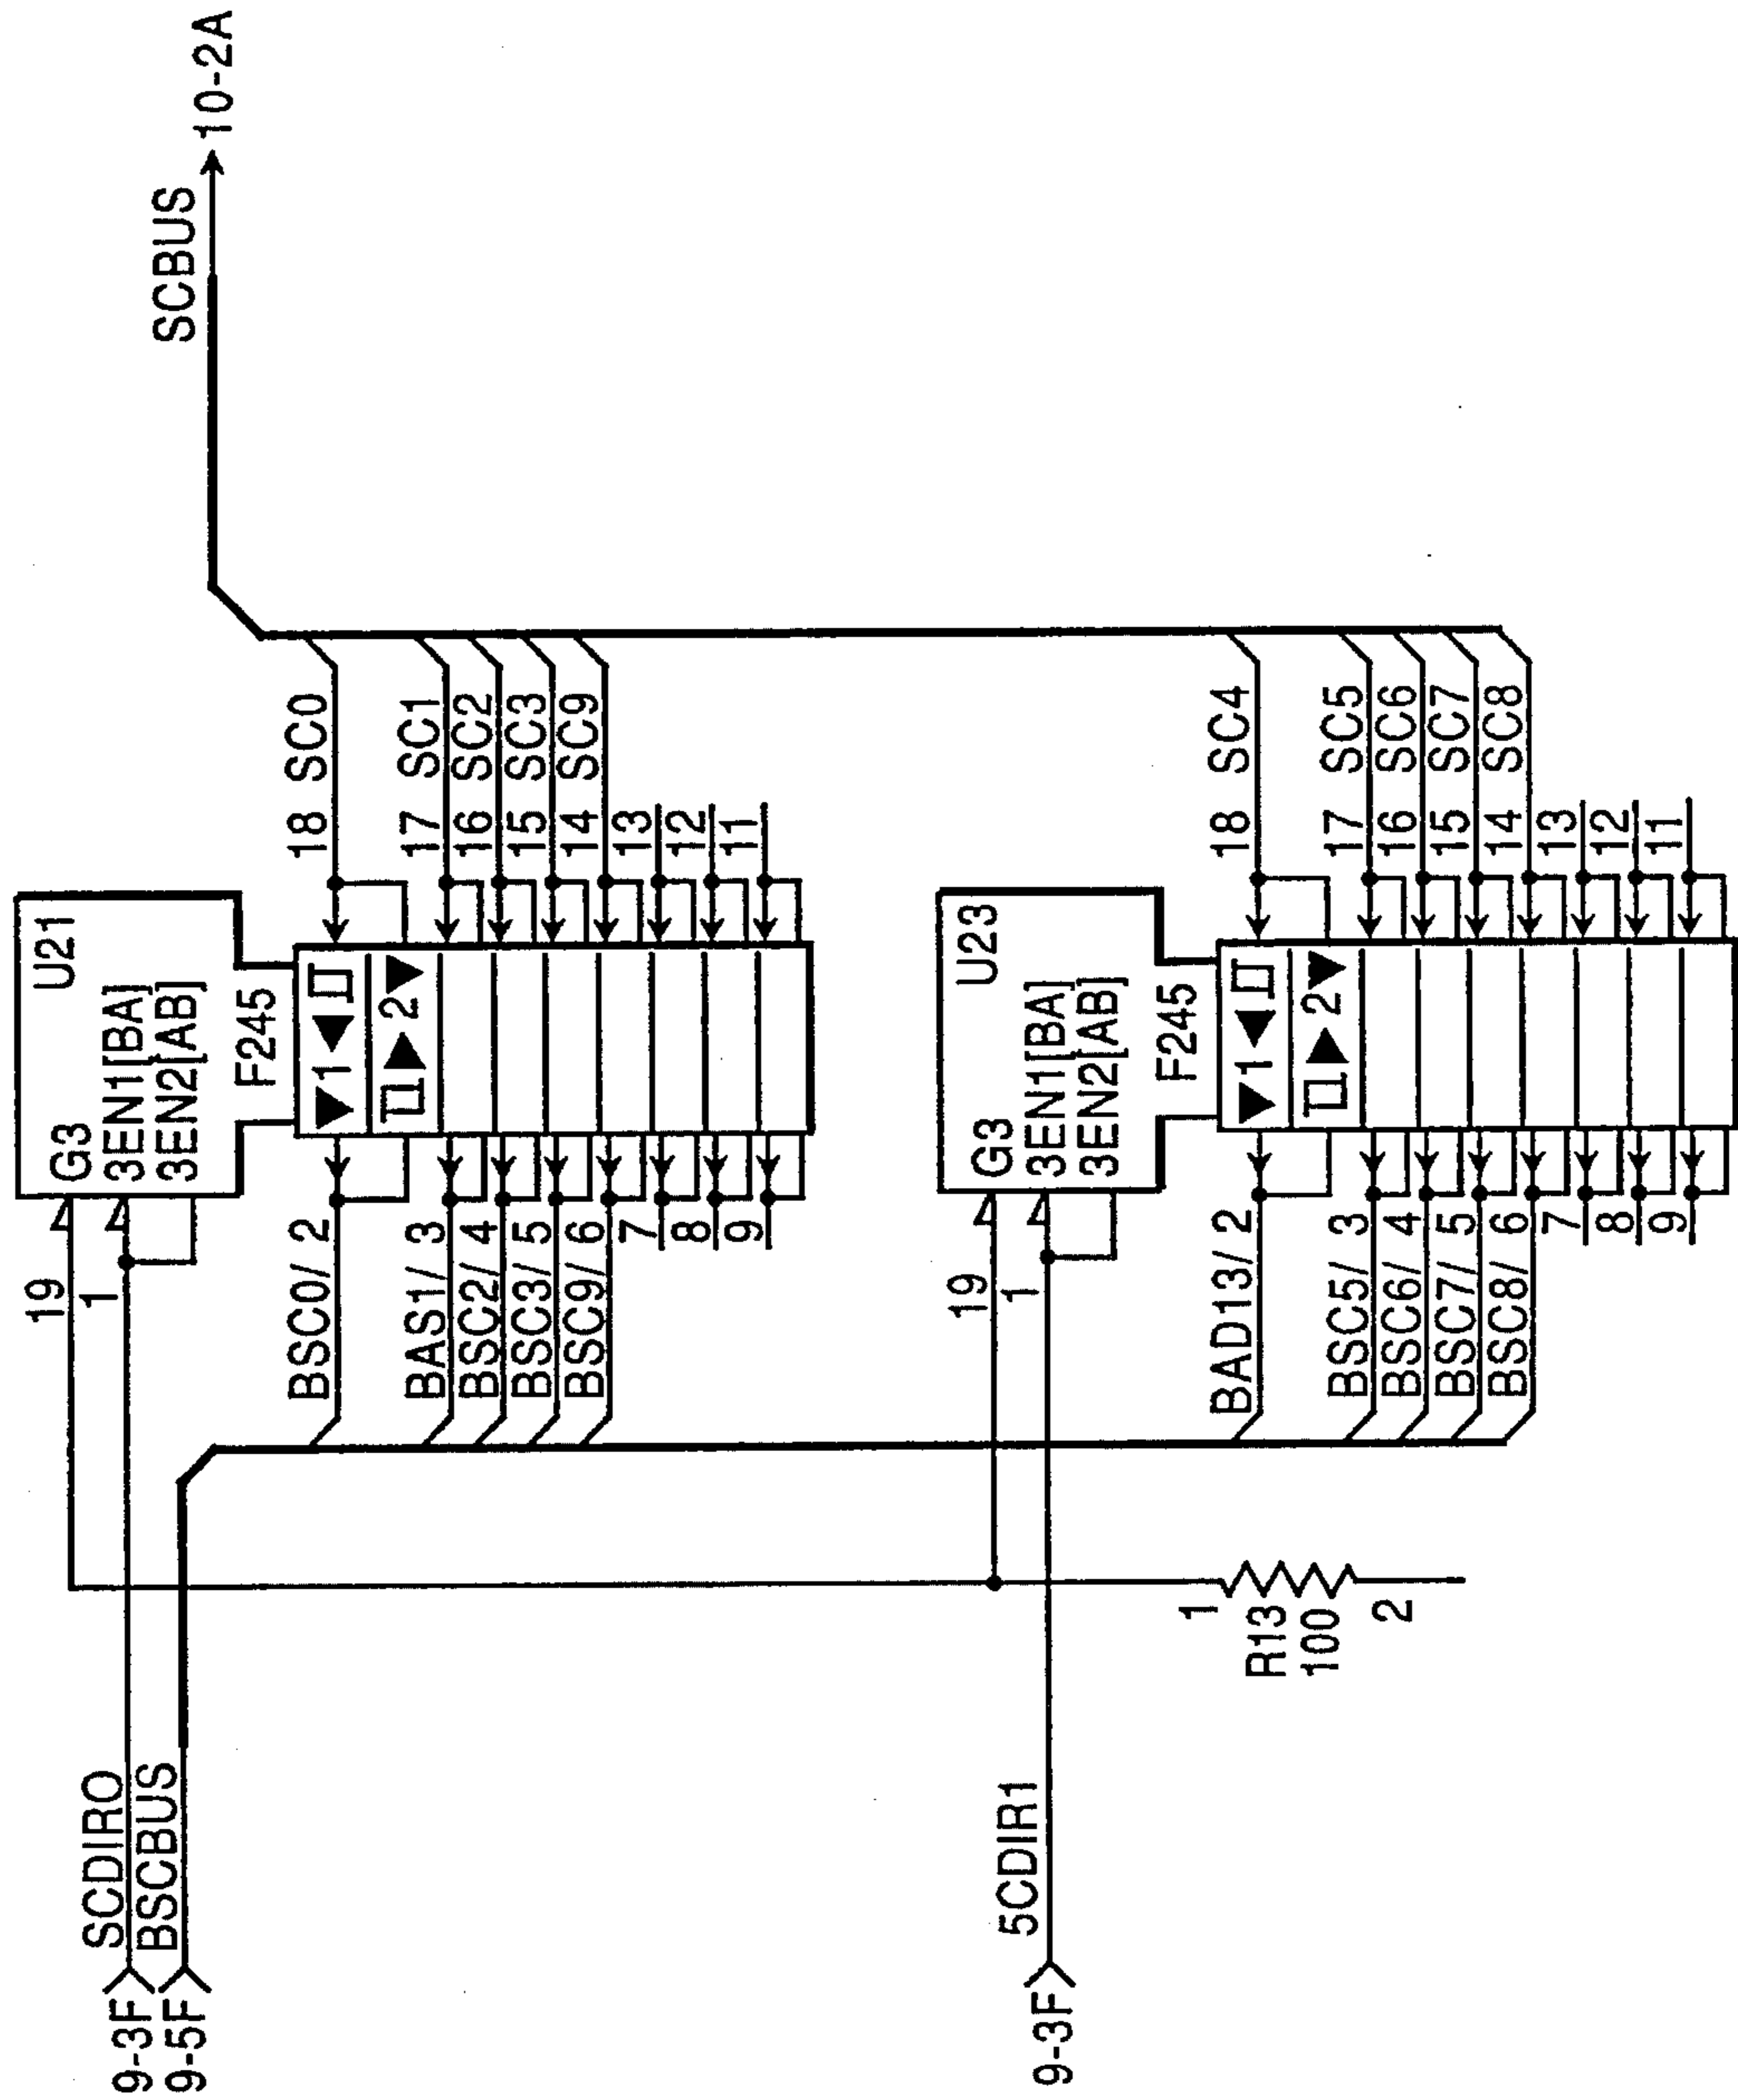 SCBUS
10-2A
9-3F
SCDIRO
9-5F
BSCBUS
19
1
G3
U21
3EN1[BA]
3EN2[AB]
F245
1
2
BSC0/ 2
18 SC0
BAS1/ 3
17 SC1
BSC2/ 4
16 SC2
BSC3/ 5
15 SC3
BSC9/ 6
14 SC9
7
13
8
12
9
11
9-3F
5CDIR1
19
1
G3
U23
3EN1[BA]
3EN2[AB]
F245
1
2
BAD13/ 2
18 SC4
BSC5/ 3
17 SC5
BSC6/ 4
16 SC6
BSC7/ 5
15 SC7
BSC8/ 6
14 SC8
7
13
8
12
9
11
1
R13
100
2